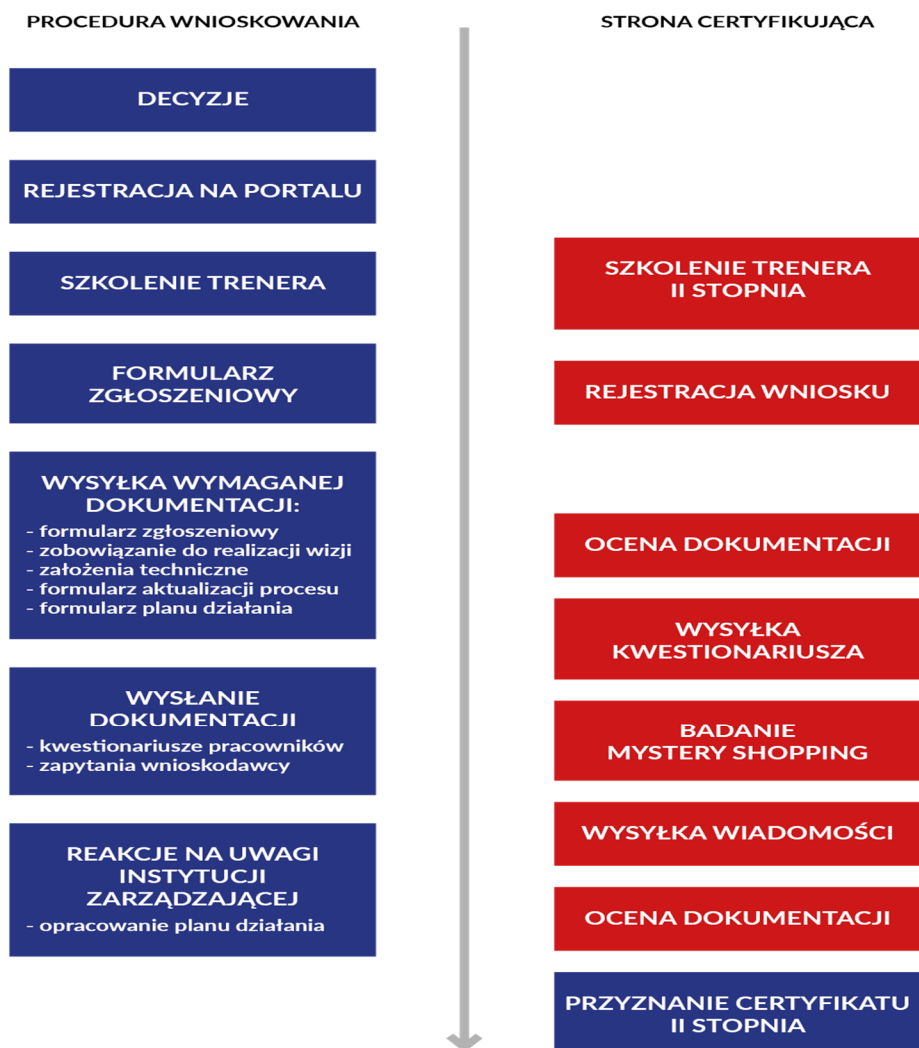 PROCEDURA WNIOSKOWANIA
DECYZJE
REJESTRACJA NA PORTALU
SZKOLENIE TRENERA
FORMULARZ
ZGŁOSZENIOWY
WYSYŁKA WYMAGANEJ
DOKUMENTACJI:
- formularz zgłoszeniowy
- zobowiązanie do realizacji wizji
- założenia techniczne
- formularz aktualizacji procesu
- formularz planu działania
WYSŁANIE
DOKUMENTACJI
- kwestionariusze pracowników
- zapytania wnioskodawcy
REAKCJE NA UWAGI
INSTYTUCJI
ZARZĄDZAJĄCEJ
- opracowanie planu działania
STRONA CERTYFIKUJĄCA
SZKOLENIE TRENERA
II STOPNIA
REJESTRACJA WNIOSKU
OCENA DOKUMENTACJI
WYSYŁKA
KWESTIONARIUSZA
BADANIE
MYSTERY SHOPPING
WYSYŁKA WIADOMOŚCI
OCENA DOKUMENTACJI
PRZYZNANIE CERTYFIKATU
II STOPNIA